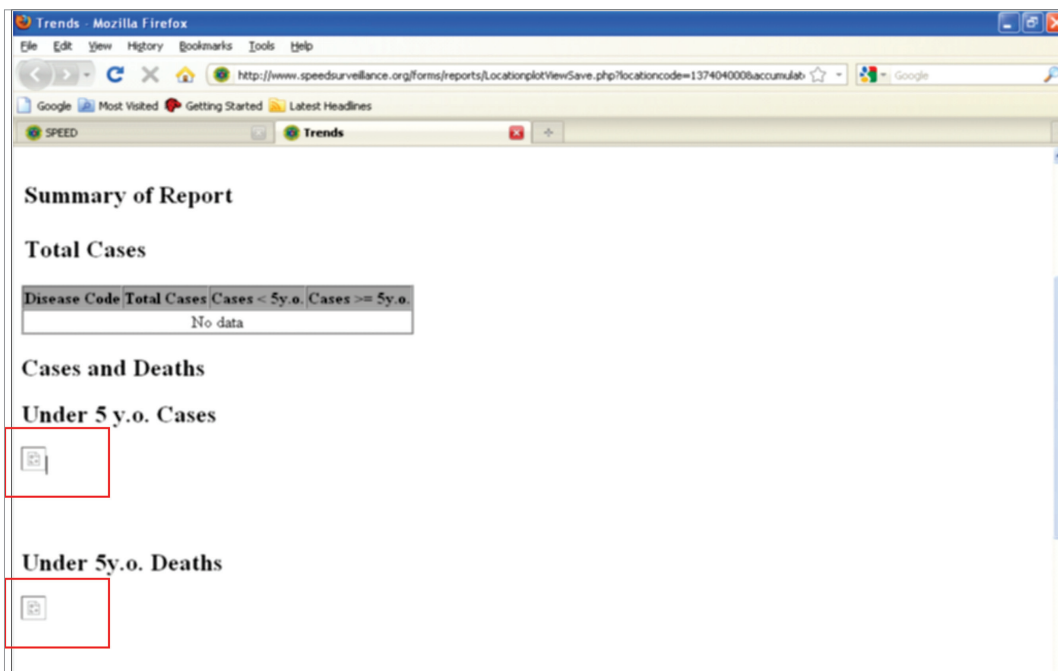 Trends - Mozilla Firefox
File Edit View History Bookmarks Tools Help
http://www.speedsurveillance.org/forms/reports/LocationplotViewSave.php?locationcode=137404000&accumulab
Google
Google Most Visited Getting Started Latest Headlines
SPEED Trends
Summary of Report
Total Cases
Disease Code Total Cases Cases < 5y.o. Cases >= 5y.o.
No data
Cases and Deaths
Under 5 y.o. Cases
Under 5y.o. Deaths